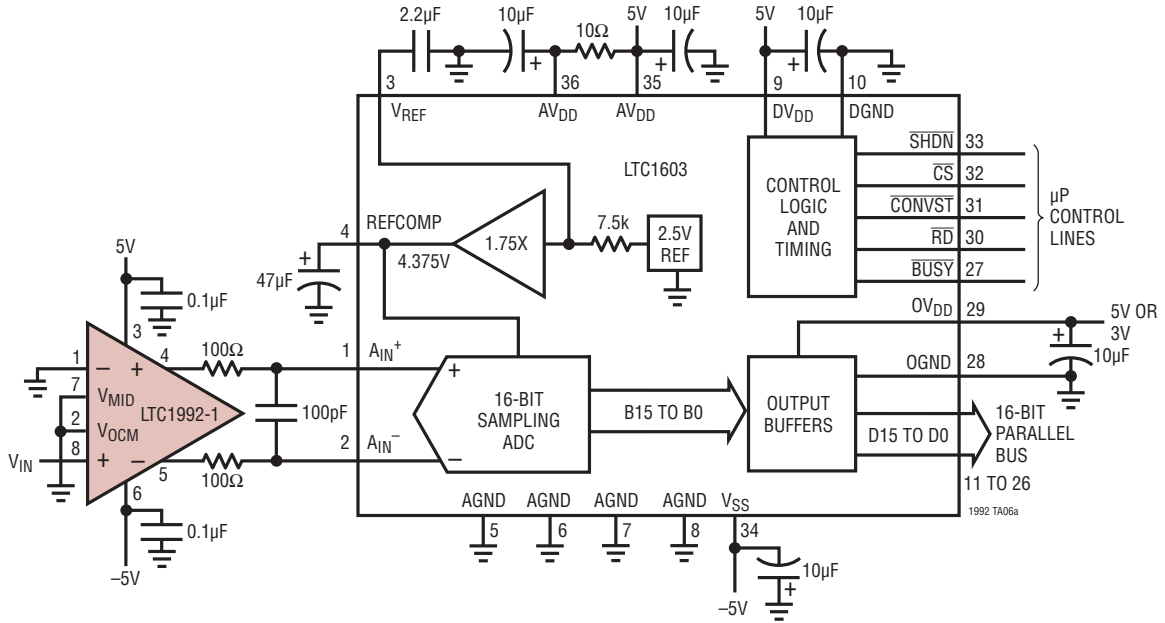 2.2µF
10µF
10Ω
5V
10µF
5V
10µF
3
36
35
9
10
VREF
AVDD
AVDD
DVDD
DGND
LTC1603
CONTROL
LOGIC
AND
TIMING
SHDN 33
CS 32
CONVST 31
RD 30
BUSY 27
µP
CONTROL
LINES
4
REFCOMP
4.375V
1.75X
7.5k
2.5V
REF
47µF
+
+
+
+
OVDD 29
5V OR
3V
+
10µF
OGND 28
5V
0.1µF
3
1
7
2
8
VIN
– +
VMID
VOCM
+ –
LTC1992-1
4
5
6
100Ω
100Ω
100pF
0.1µF
–5V
1 AIN+
2 AIN–
+
–
16-BIT
SAMPLING
ADC
B15 TO B0
OUTPUT
BUFFERS
D15 TO D0
16-BIT
PARALLEL
BUS
11 TO 26
AGND
AGND
AGND
AGND
VSS
5
6
7
8
34
10µF
+
–5V
1992 TA06a